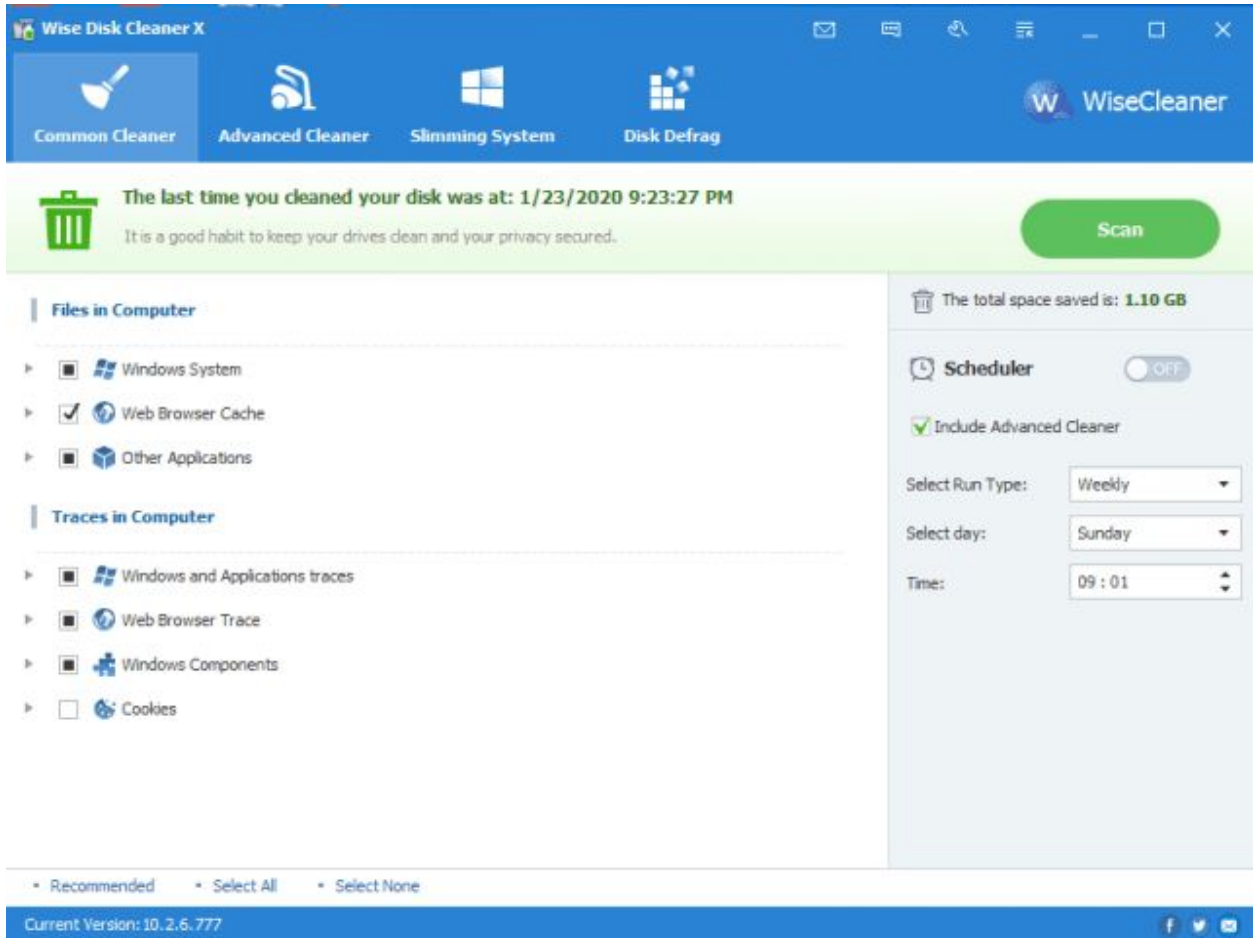 Wise Disk Cleaner X
Common Cleaner
Advanced Cleaner
Slimming System
Disk Defrag
W WiseCleaner
The last time you cleaned your disk was at: 1/23/2020 9:23:27 PM
It is a good habit to keep your drives clean and your privacy secured.
Scan
Files in Computer
Windows System
Web Browser Cache
Other Applications
Traces in Computer
Windows and Applications traces
Web Browser Trace
Windows Components
Cookies
The total space saved is: 1.10 GB
Scheduler OFF
Include Advanced Cleaner
Select Run Type: Weekly
Select day: Sunday
Time: 09 : 01
Recommended Select All Select None
Current Version: 10.2.6.777